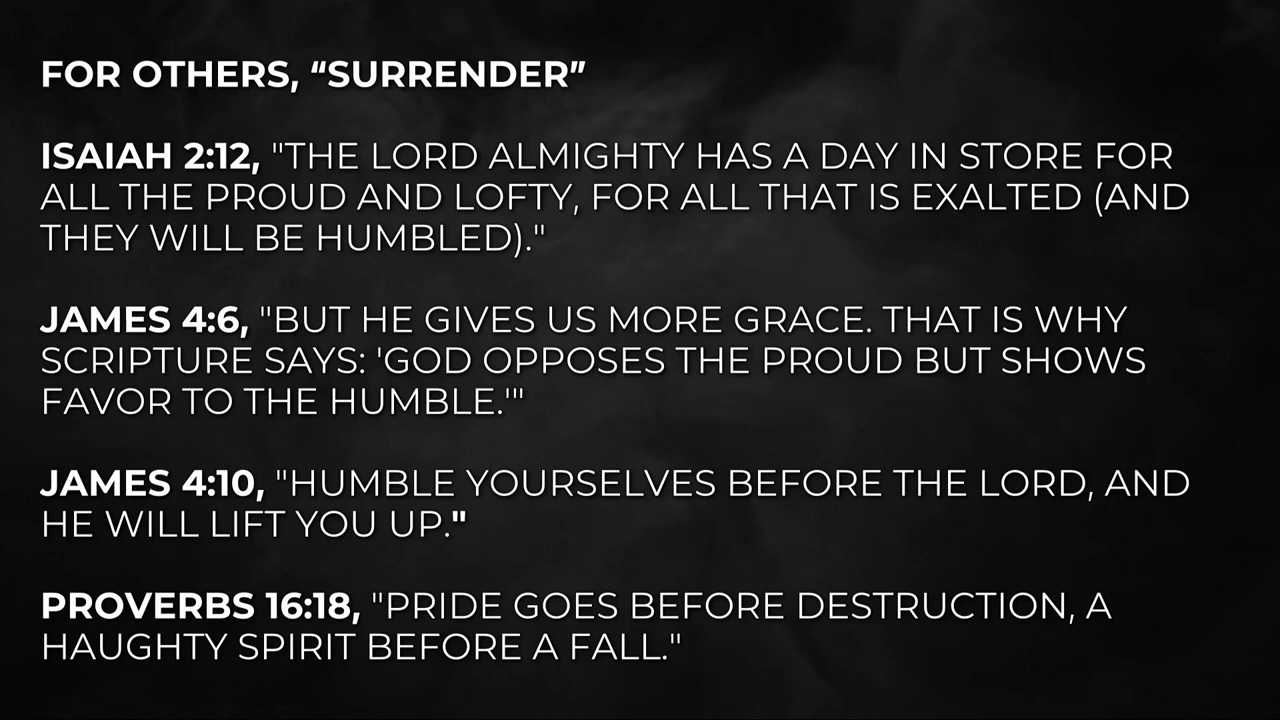 FOR OTHERS, “SURRENDER”
ISAIAH 2:12, "THE LORD ALMIGHTY HAS A DAY IN STORE FOR
ALL THE PROUD AND LOFTY, FOR ALL THAT IS EXALTED (AND
THEY WILL BE HUMBLED)."
JAMES 4:6, "BUT HE GIVES US MORE GRACE. THAT IS WHY
SCRIPTURE SAYS: 'GOD OPPOSES THE PROUD BUT SHOWS
FAVOR TO THE HUMBLE.'"
JAMES 4:10, "HUMBLE YOURSELVES BEFORE THE LORD, AND
HE WILL LIFT YOU UP."
PROVERBS 16:18, "PRIDE GOES BEFORE DESTRUCTION, A
HAUGHTY SPIRIT BEFORE A FALL."